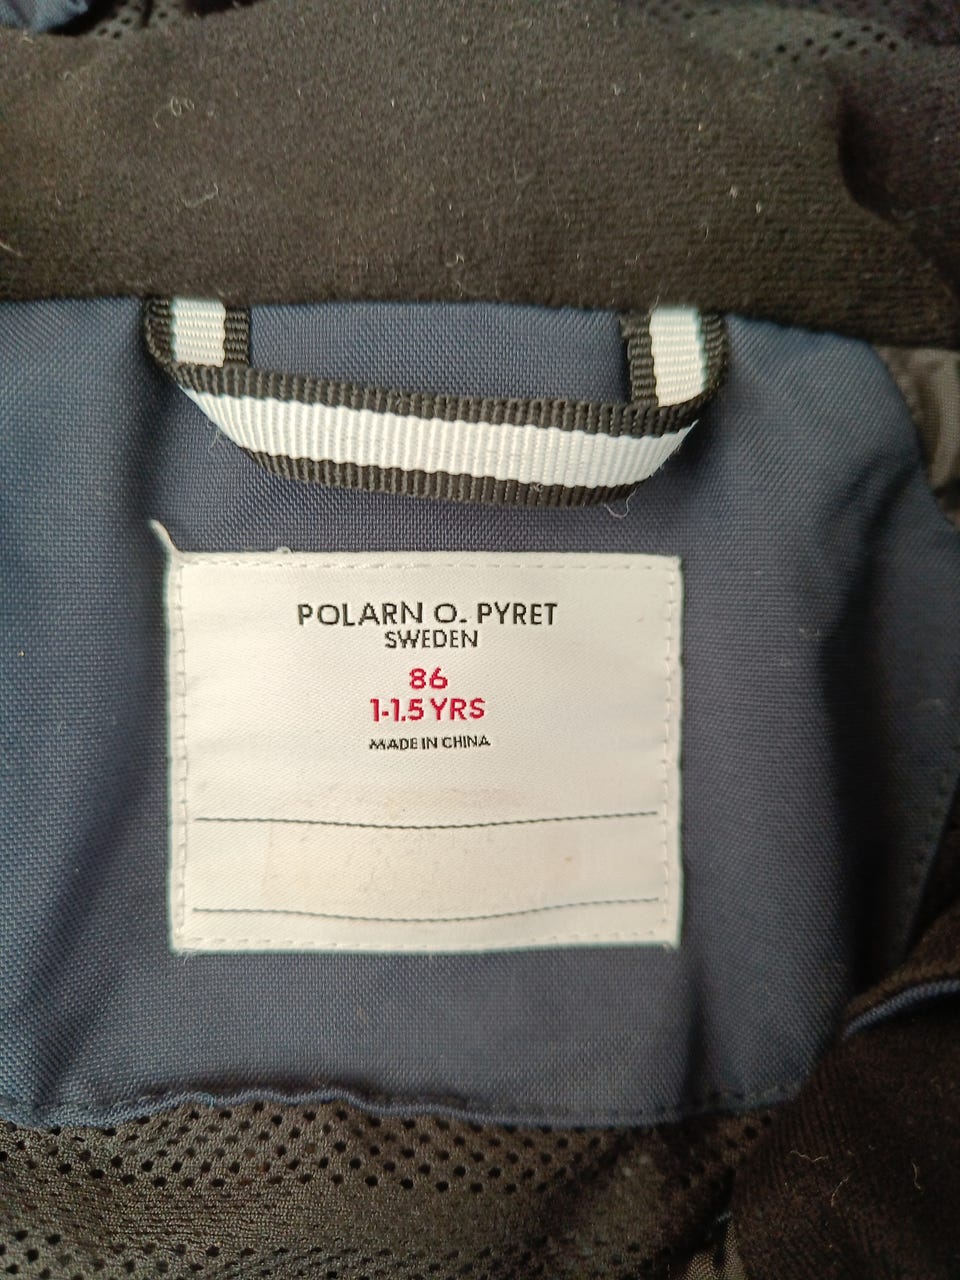 POLARN O. PYRET
SWEDEN
86
1-1.5 YRS
MADE IN CHINA